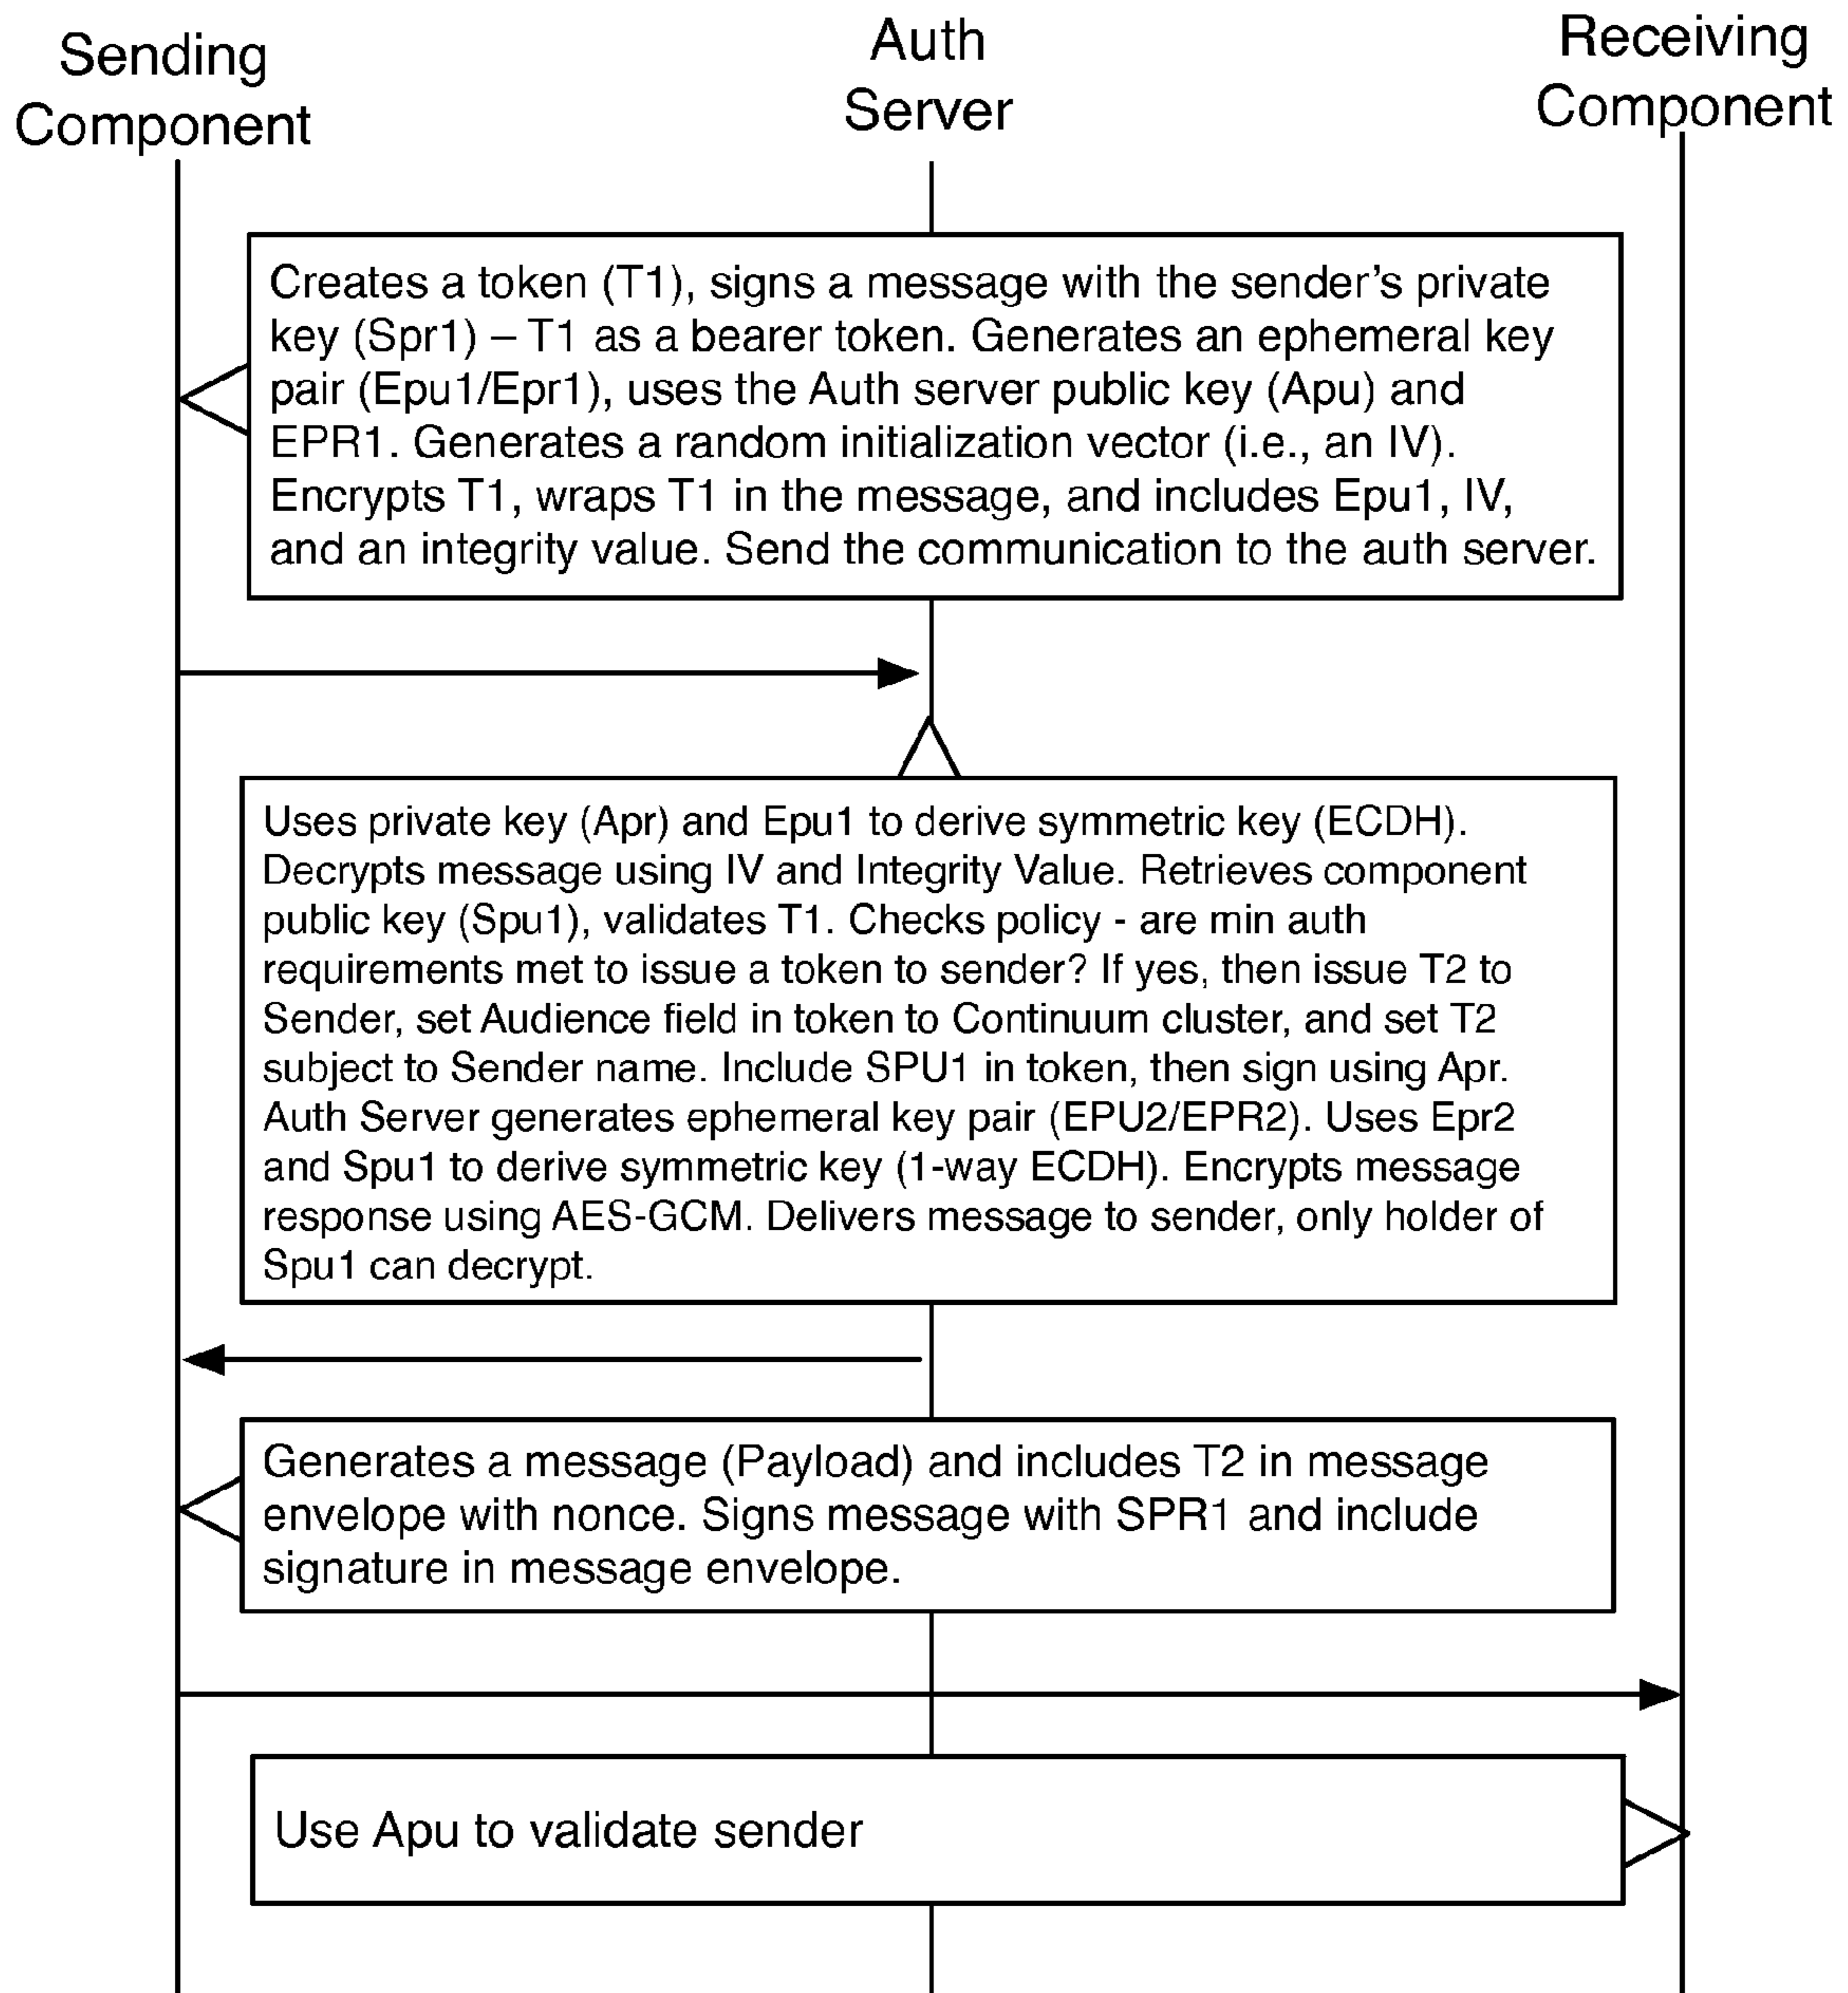 Sending
Component
Auth
Server
Receiving
Component
Creates a token (T1), signs a message with the sender’s private
key (Spr1) – T1 as a bearer token. Generates an ephemeral key
pair (Epu1/Epr1), uses the Auth server public key (Apu) and
EPR1. Generates a random initialization vector (i.e., an IV).
Encrypts T1, wraps T1 in the message, and includes Epu1, IV,
and an integrity value. Send the communication to the auth server.
Uses private key (Apr) and Epu1 to derive symmetric key (ECDH).
Decrypts message using IV and Integrity Value. Retrieves component
public key (Spu1), validates T1. Checks policy - are min auth
requirements met to issue a token to sender? If yes, then issue T2 to
Sender, set Audience field in token to Continuum cluster, and set T2
subject to Sender name. Include SPU1 in token, then sign using Apr.
Auth Server generates ephemeral key pair (EPU2/EPR2). Uses Epr2
and Spu1 to derive symmetric key (1-way ECDH). Encrypts message
response using AES-GCM. Delivers message to sender, only holder of
Spu1 can decrypt.
Generates a message (Payload) and includes T2 in message
envelope with nonce. Signs message with SPR1 and include
signature in message envelope.
Use Apu to validate sender